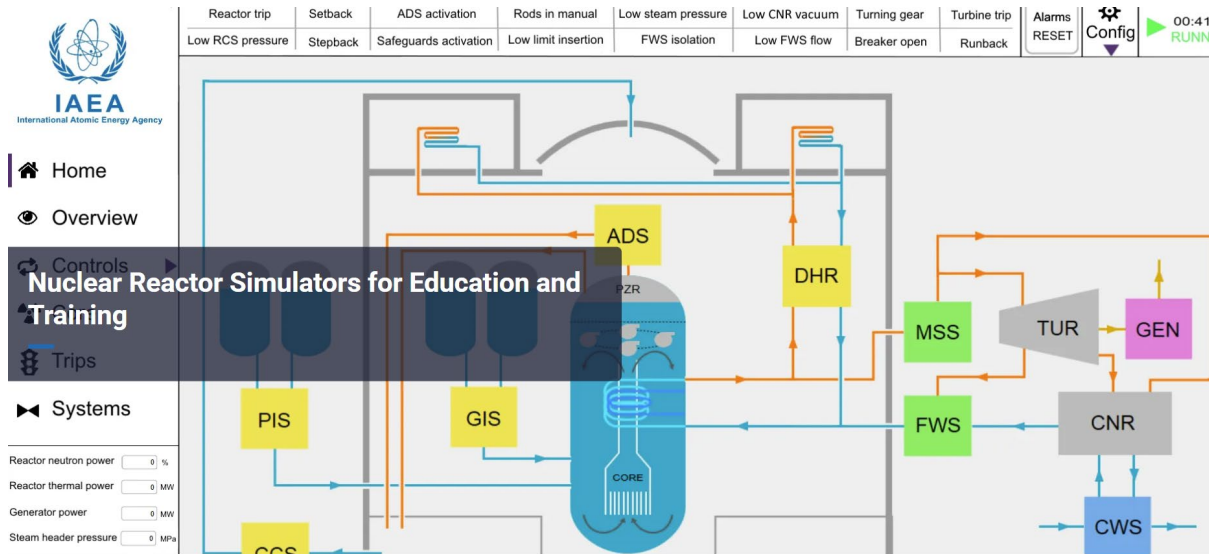 Reactor trip
Setback
ADS activation
Rods in manual
Low steam pressure
Low CNR vacuum
Turning gear
Turbine trip
Low RCS pressure
Stepback
Safeguards activation
Low limit insertion
FWS isolation
Low FWS flow
Breaker open
Runback
Alarms
RESET
Config
00:41
RUNN
IAEA
International Atomic Energy Agency
Home
Overview
Controls
Trips
Systems
Nuclear Reactor Simulators for Education and
Training
Reactor neutron power 0 %
Reactor thermal power 0 MW
Generator power 0 MW
Steam header pressure 0 MPa
ADS
PZR
DHR
MSS
TUR
GEN
PIS
GIS
FWS
CNR
CORE
CWS
CCS